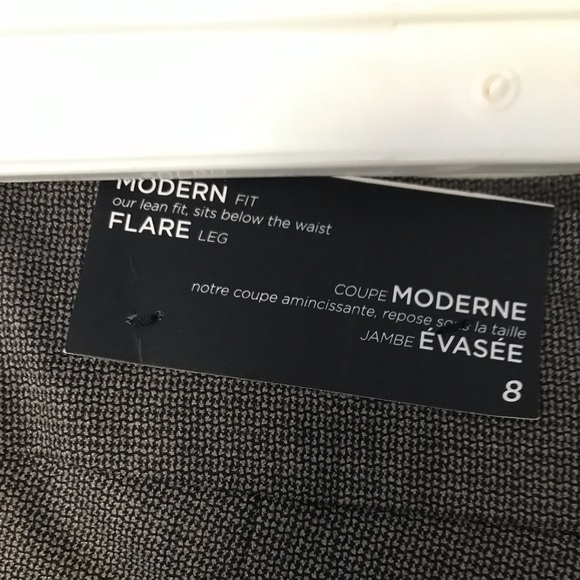 MODERN FIT
our lean fit, sits below the waist
FLARE LEG
COUPE MODERNE
notre coupe amincissante, repose sous la taille
JAMBE ÉVASÉE
8